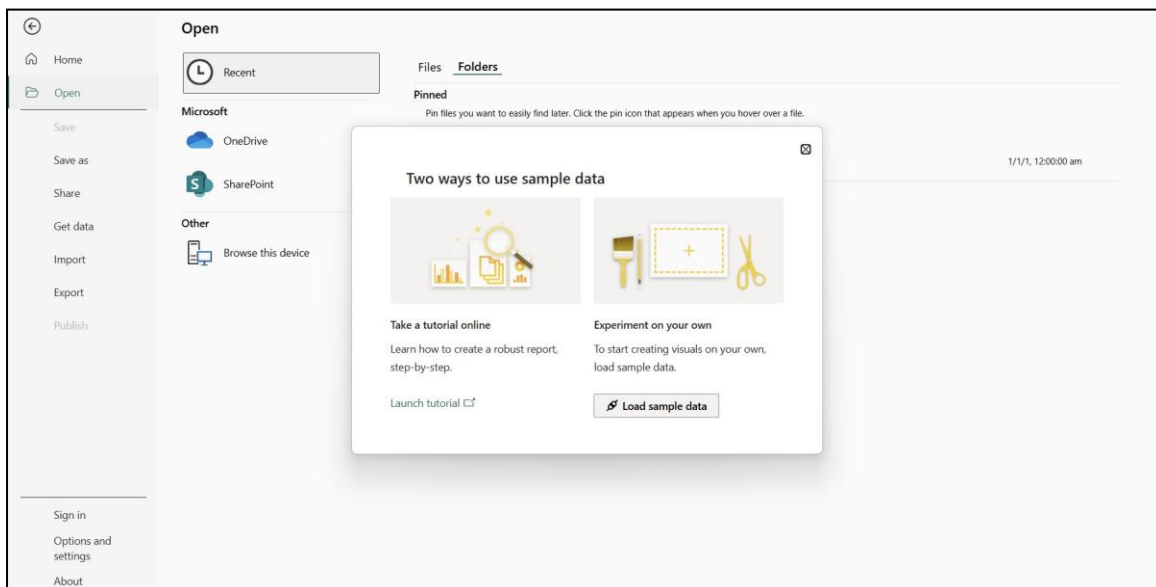 Open
Home
Open
Save
Save as
Share
Get data
Import
Export
Publish
Sign in
Options and
settings
About
Recent
Microsoft
OneDrive
SharePoint
Other
Browse this device
Files Folders
Pinned
Pin files you want to easily find later. Click the pin icon that appears when you hover over a file.
1/1/1, 12:00:00 am
Two ways to use sample data
Take a tutorial online
Learn how to create a robust report,
step-by-step.
Launch tutorial
Experiment on your own
To start creating visuals on your own,
load sample data.
Load sample data